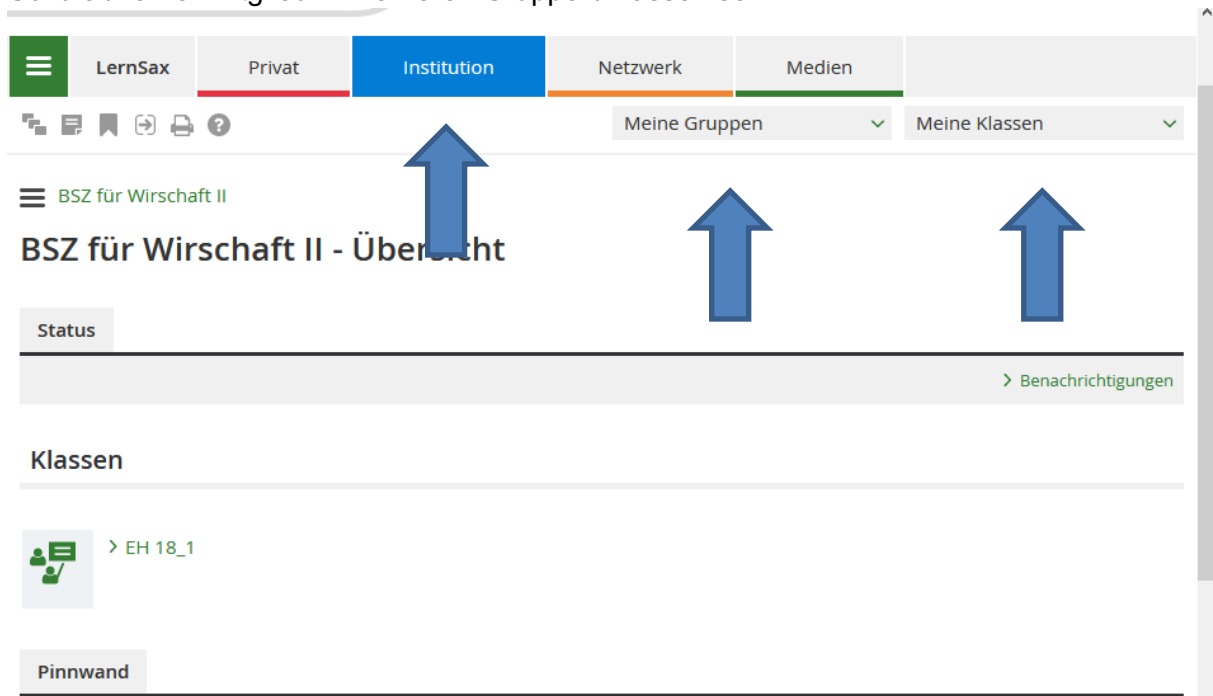 LernSax Privat Institution Netzwerk Medien
Meine Gruppen Meine Klassen
BSZ für Wirschaft II
BSZ für Wirschaft II - Übersicht
Status
Benachrichtigungen
Klassen
EH 18_1
Pinnwand